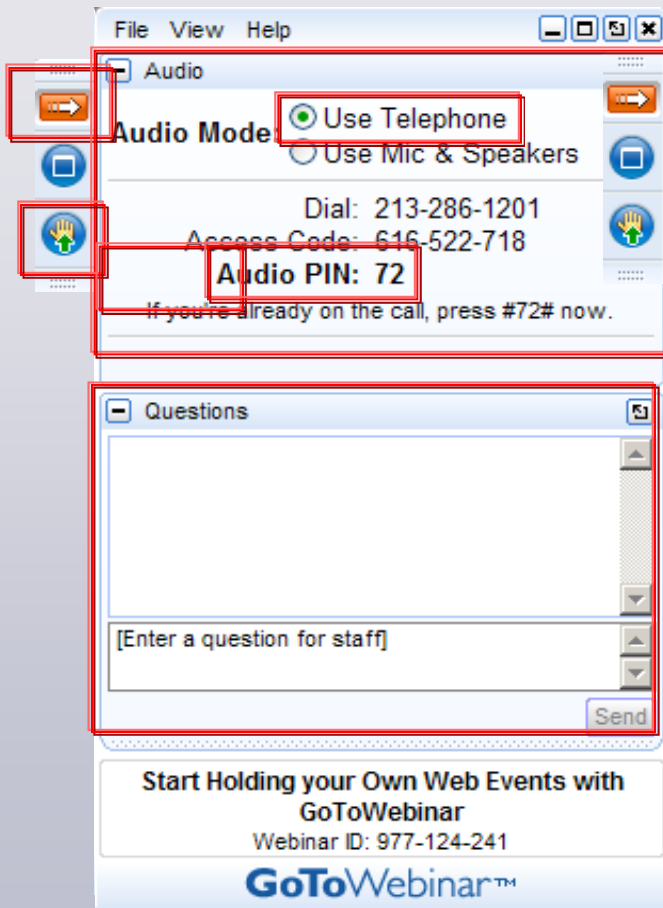 File View Help
Audio
Audio Mode:
Use Telephone
Use Mic & Speakers
Dial: 213-286-1201
Access Code: 616-522-718
Audio PIN: 72
If you're already on the call, press #72# now.
Questions
[Enter a question for staff]
Send
Start Holding your Own Web Events with
GoToWebinar
Webinar ID: 977-124-241
GoToWebinar™